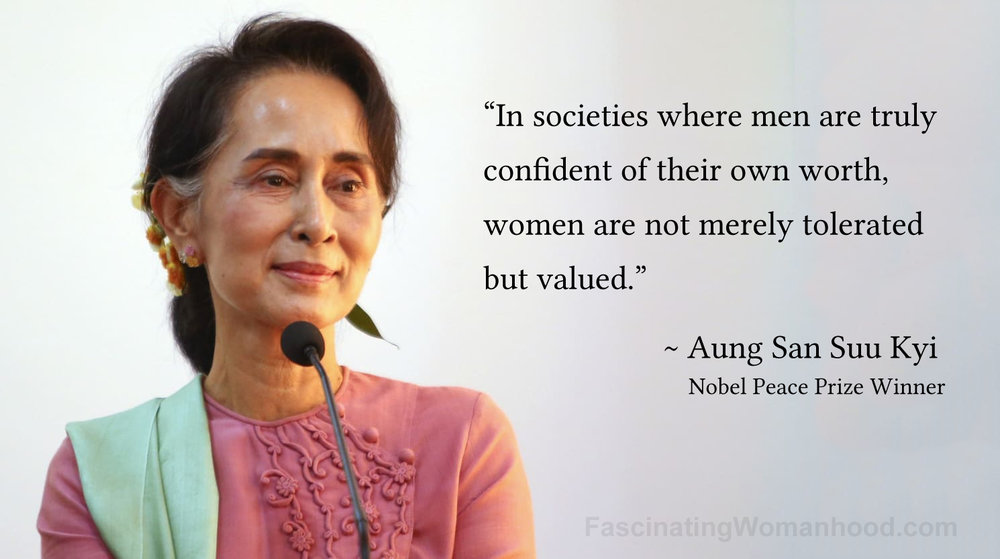 “In societies where men are truly
confident of their own worth,
women are not merely tolerated
but valued.”
~ Aung San Suu Kyi
Nobel Peace Prize Winner
FascinatingWomanhood.com